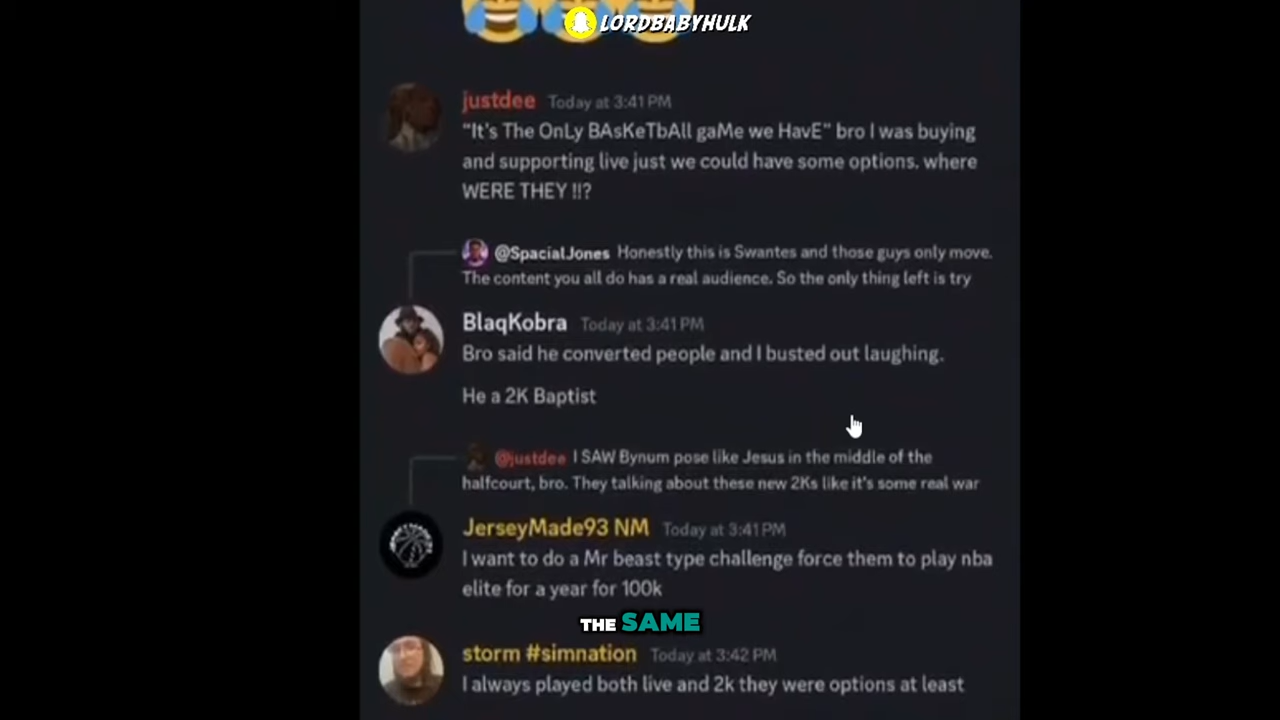 LORDBABYHULK
justdee Today at 3:41 PM
"It's The OnLy BAsKeTbAll gaMe we HavE" bro I was buying
and supporting live just we could have some options. where
WERE THEY !!?
@SpacialJones Honestly this is Swantes and those guys only move.
The content you all do has a real audience. So the only thing left is try
BlaqKobra Today at 3:41 PM
Bro said he converted people and I busted out laughing.
He a 2K Baptist
@justdee I SAW Bynum pose like Jesus in the middle of the
halfcourt, bro. They talking about these new 2Ks like it's some real war
JerseyMade93 NM Today at 3:41 PM
I want to do a Mr beast type challenge force them to play nba
elite for a year for 100k
THE SAME
storm #simnation Today at 3:42 PM
I always played both live and 2k they were options at least